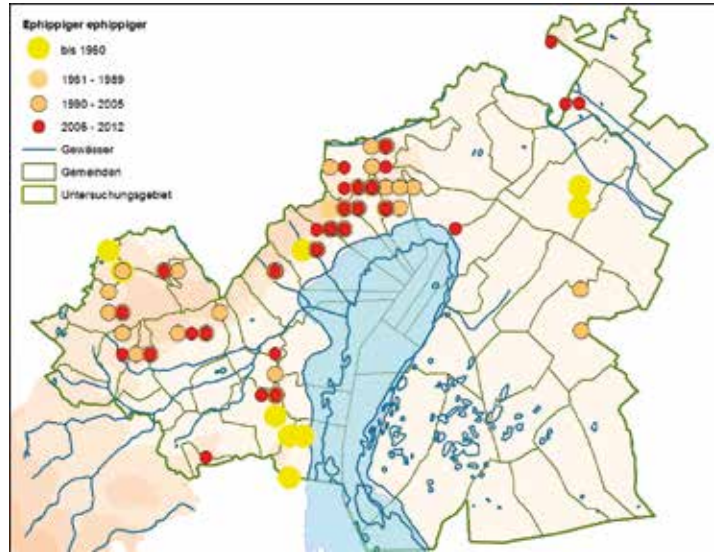 Ephippiger ephippiger
bis 1960
1961 - 1989
1990 - 2005
2006 - 2012
Gewässer
Gemeinden
Untersuchungsgebiet